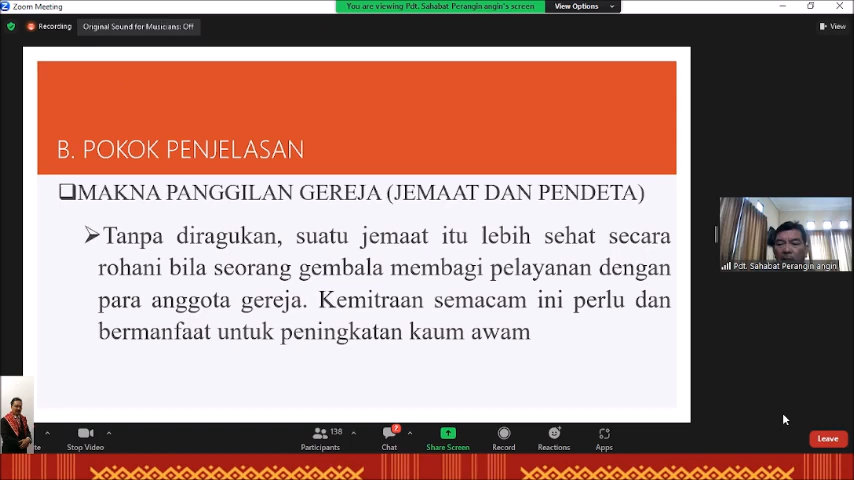 Zoom Meeting
You are viewing Pdt. Sahabat Perangin angin's screen
View Options
Recording
Original Sound for Musicians: Off
View
B. POKOK PENJELASAN
MAKNA PANGGILAN GEREJA (JEMAAT DAN PENDETA)
Tanpa diragukan, suatu jemaat itu lebih sehat secara
rohani bila seorang gembala membagi pelayanan dengan
para anggota gereja. Kemitraan semacam ini perlu dan
bermanfaat untuk peningkatan kaum awam
Pdt. Sahabat Perangin angin
138
7
Stop Video
Participants
Chat
Share Screen
Record
Reactions
Apps
Leave